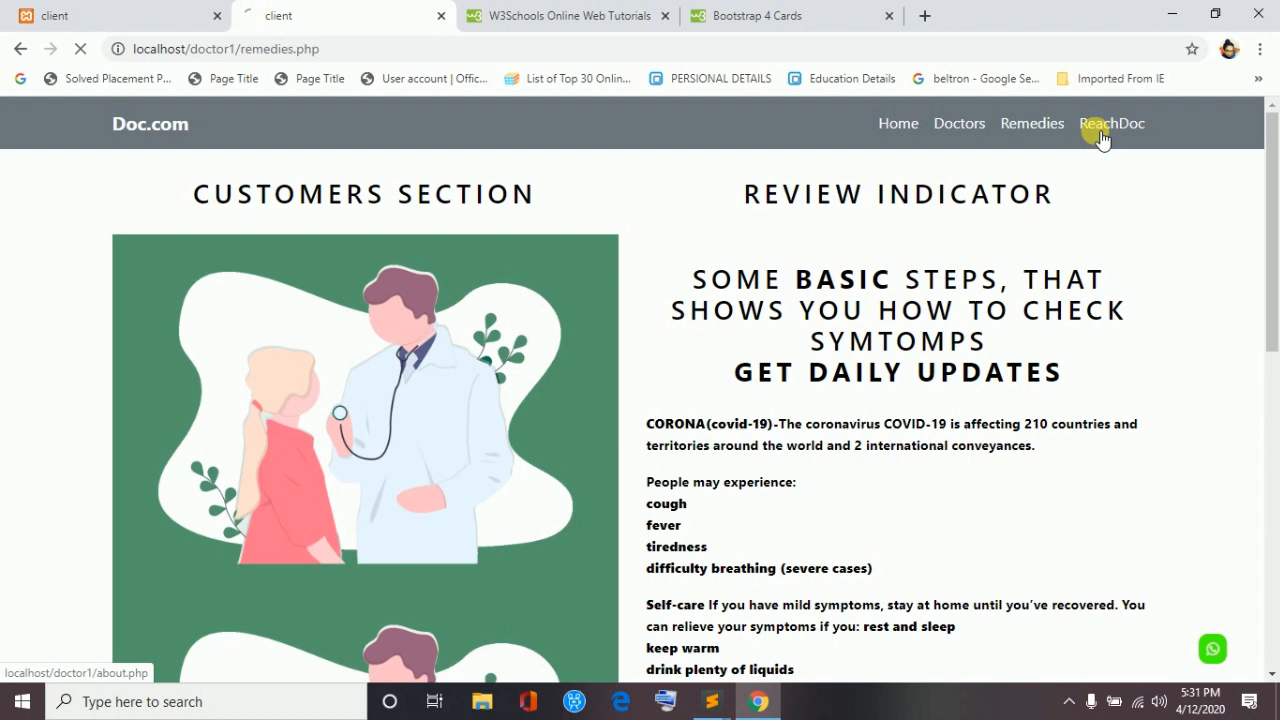 client
client
W3Schools Online Web Tutorials
Bootstrap 4 Cards
localhost/doctor1/remedies.php
Solved Placement P...
Page Title
Page Title
User account | Offic...
List of Top 30 Onlin...
PERSIONAL DETAILS
Education Details
beltron - Google Se...
Imported From IE
»
Doc.com
Home
Doctors
Remedies
ReachDoc
CUSTOMERS SECTION
REVIEW INDICATOR
SOME BASIC STEPS, THAT
SHOWS YOU HOW TO CHECK
SYMTOMPS
GET DAILY UPDATES
CORONA(covid-19)-The coronavirus COVID-19 is affecting 210 countries and
territories around the world and 2 international conveyances.
People may experience:
cough
fever
tiredness
difficulty breathing (severe cases)
Self-care If you have mild symptoms, stay at home until you've recovered. You
can relieve your symptoms if you: rest and sleep
keep warm
drink plenty of liquids
localhost/doctor1/about.php
Type here to search
5:31 PM
4/12/2020